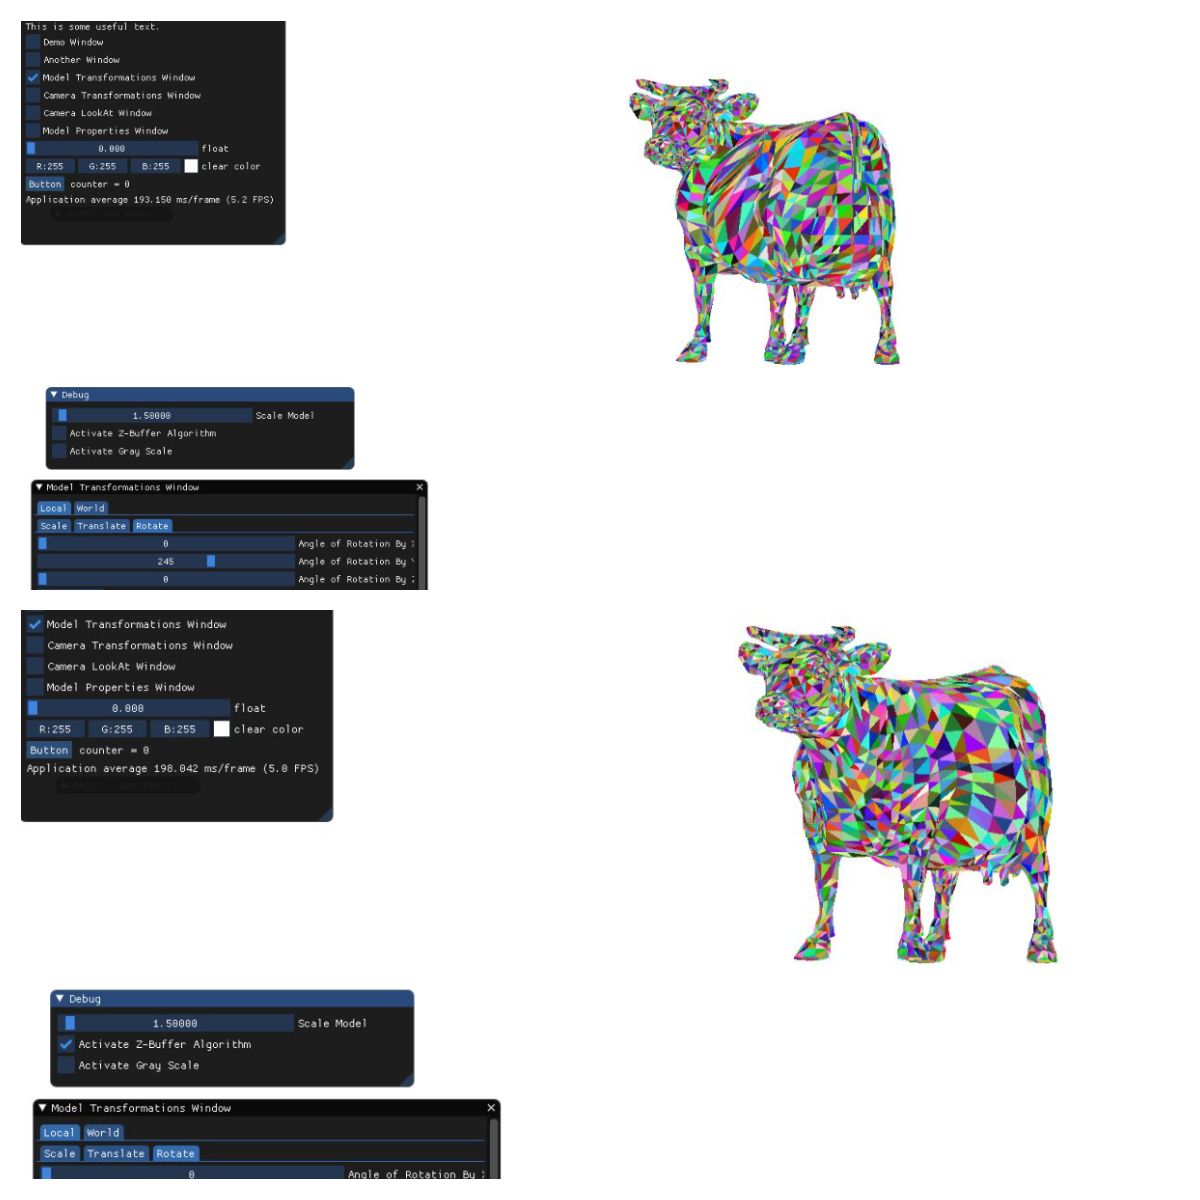 This is some useful text.
Demo Window
Another Window
Model Transformations Window
Camera Transformations Window
Camera LookAt Window
Model Properties Window
0.000 float
R:255 G:255 B:255 clear color
Button counter = 0
Application average 193.150 ms/frame (5.2 FPS)
Debug
1.50000 Scale Model
Activate Z-Buffer Algorithm
Activate Gray Scale
Model Transformations Window
Local World
Scale Translate Rotate
0 Angle of Rotation By
245 Angle of Rotation By
0 Angle of Rotation By
Model Transformations Window
Camera Transformations Window
Camera LookAt Window
Model Properties Window
0.000 float
R:255 G:255 B:255 clear color
Button counter = 0
Application average 198.042 ms/frame (5.0 FPS)
Debug
1.50000 Scale Model
Activate Z-Buffer Algorithm
Activate Gray Scale
Model Transformations Window
Local World
Scale Translate Rotate
0 Angle of Rotation By